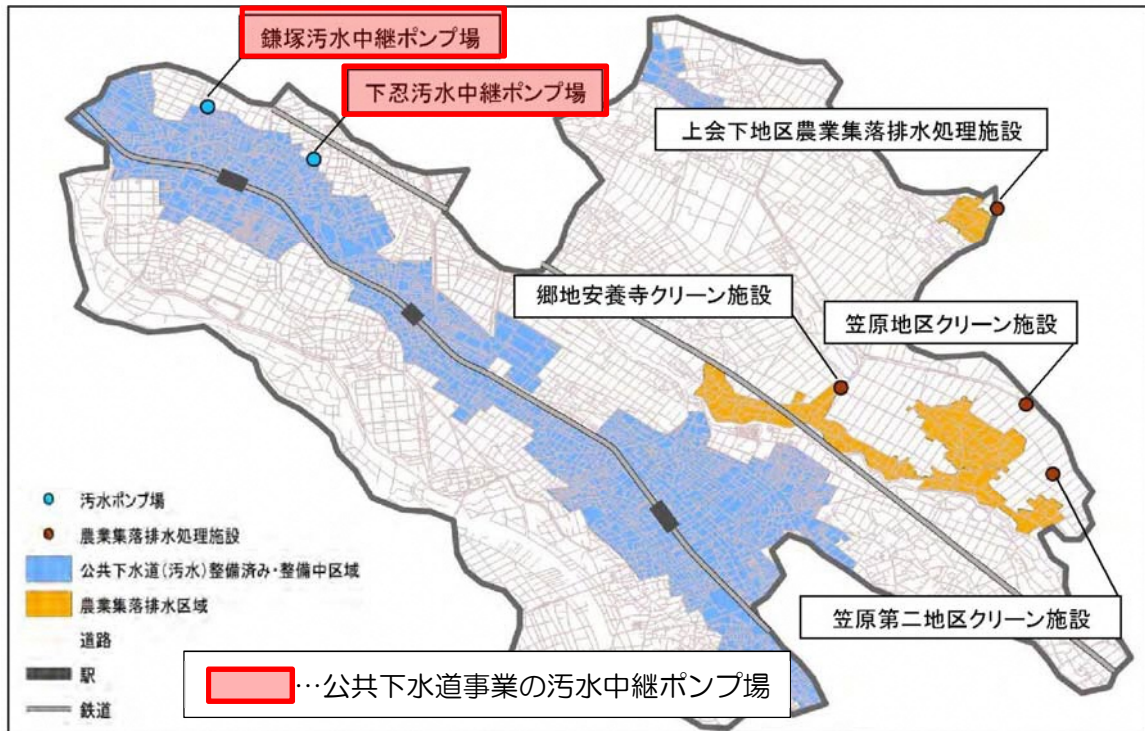 鎌塚汚水中継ポンプ場
下忍汚水中継ポンプ場
上会下地区農業集落排水処理施設
郷地安養寺クリーン施設
笠原地区クリーン施設
笠原第二地区クリーン施設
汚水ポンプ場
農業集落排水処理施設
公共下水道(汚水)整備済み・整備中区域
農業集落排水区域
道路
駅
鉄道
…公共下水道事業の汚水中継ポンプ場